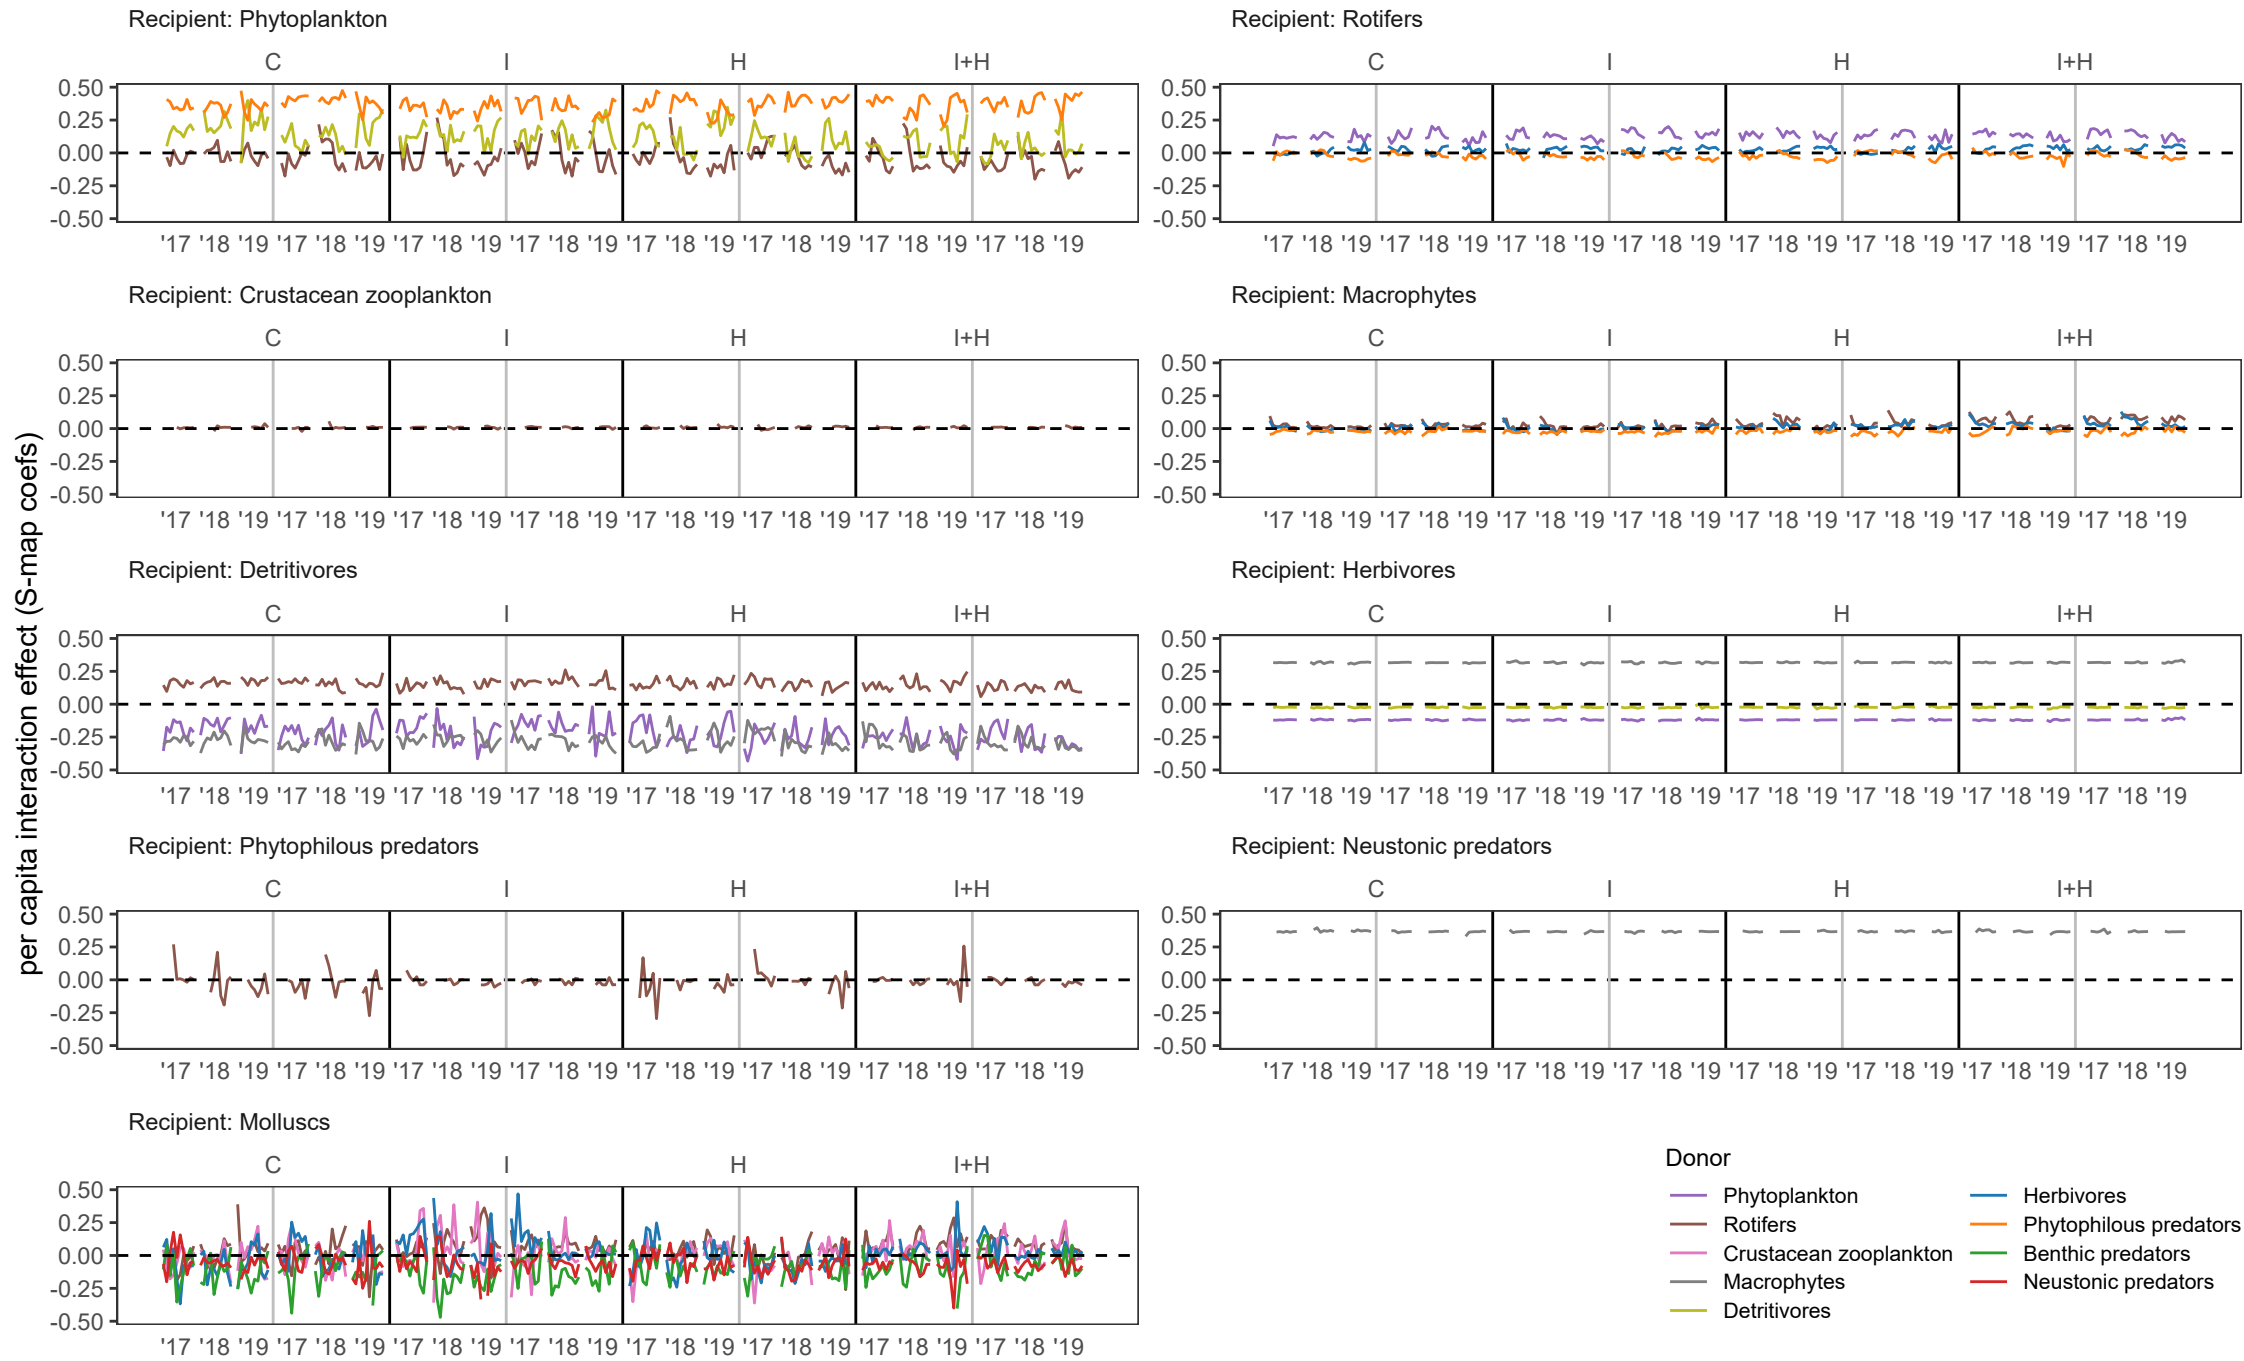 per capita interaction effect (S-map coefs)
Recipient: Phytoplankton
C I H I+H
0.50
0.25
0.00
-0.25
-0.50
'17 '18 '19 '17 '18 '19 '17 '18 '19 '17 '18 '19 '17 '18 '19 '17 '18 '19 '17 '18 '19 '17 '18 '19
Recipient: Rotifers
C I H I+H
0.50
0.25
0.00
-0.25
-0.50
'17 '18 '19 '17 '18 '19 '17 '18 '19 '17 '18 '19 '17 '18 '19 '17 '18 '19 '17 '18 '19 '17 '18 '19
Recipient: Crustacean zooplankton
C I H I+H
0.50
0.25
0.00
-0.25
-0.50
'17 '18 '19 '17 '18 '19 '17 '18 '19 '17 '18 '19 '17 '18 '19 '17 '18 '19 '17 '18 '19 '17 '18 '19
Recipient: Macrophytes
C I H I+H
0.50
0.25
0.00
-0.25
-0.50
'17 '18 '19 '17 '18 '19 '17 '18 '19 '17 '18 '19 '17 '18 '19 '17 '18 '19 '17 '18 '19 '17 '18 '19
Recipient: Detritivores
C I H I+H
0.50
0.25
0.00
-0.25
-0.50
'17 '18 '19 '17 '18 '19 '17 '18 '19 '17 '18 '19 '17 '18 '19 '17 '18 '19 '17 '18 '19 '17 '18 '19
Recipient: Herbivores
C I H I+H
0.50
0.25
0.00
-0.25
-0.50
'17 '18 '19 '17 '18 '19 '17 '18 '19 '17 '18 '19 '17 '18 '19 '17 '18 '19 '17 '18 '19 '17 '18 '19
Recipient: Phytophilous predators
C I H I+H
0.50
0.25
0.00
-0.25
-0.50
'17 '18 '19 '17 '18 '19 '17 '18 '19 '17 '18 '19 '17 '18 '19 '17 '18 '19 '17 '18 '19 '17 '18 '19
Recipient: Neustonic predators
C I H I+H
0.50
0.25
0.00
-0.25
-0.50
'17 '18 '19 '17 '18 '19 '17 '18 '19 '17 '18 '19 '17 '18 '19 '17 '18 '19 '17 '18 '19 '17 '18 '19
Recipient: Molluscs
C I H I+H
0.50
0.25
0.00
-0.25
-0.50
'17 '18 '19 '17 '18 '19 '17 '18 '19 '17 '18 '19 '17 '18 '19 '17 '18 '19 '17 '18 '19 '17 '18 '19
Donor
Phytoplankton
Rotifers
Crustacean zooplankton
Macrophytes
Detritivores
Herbivores
Phytophilous predators
Benthic predators
Neustonic predators